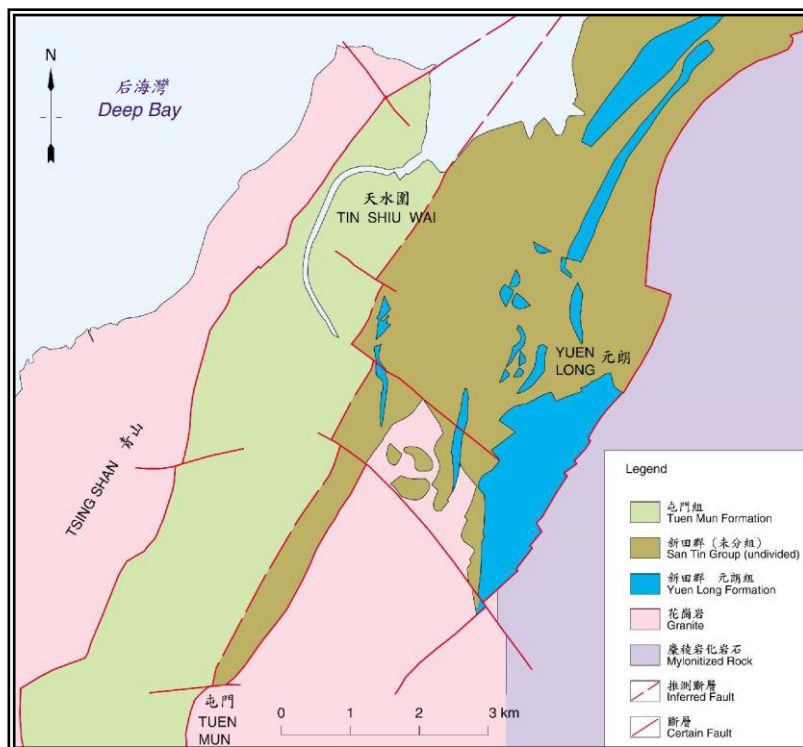 N
后海灣
Deep Bay
天水圍
TIN SHIU WAI
YUEN 元朗
LONG
TSING SHAN 青山
屯門
TUEN
MUN
0 1 2 3 km
Legend
屯門組
Tuen Mun Formation
新田群（未分組）
San Tin Group (undivided)
新田群 元朗組
Yuen Long Formation
花崗岩
Granite
糜稜岩化岩石
Mylonitized Rock
推測斷層
Inferred Fault
斷層
Certain Fault